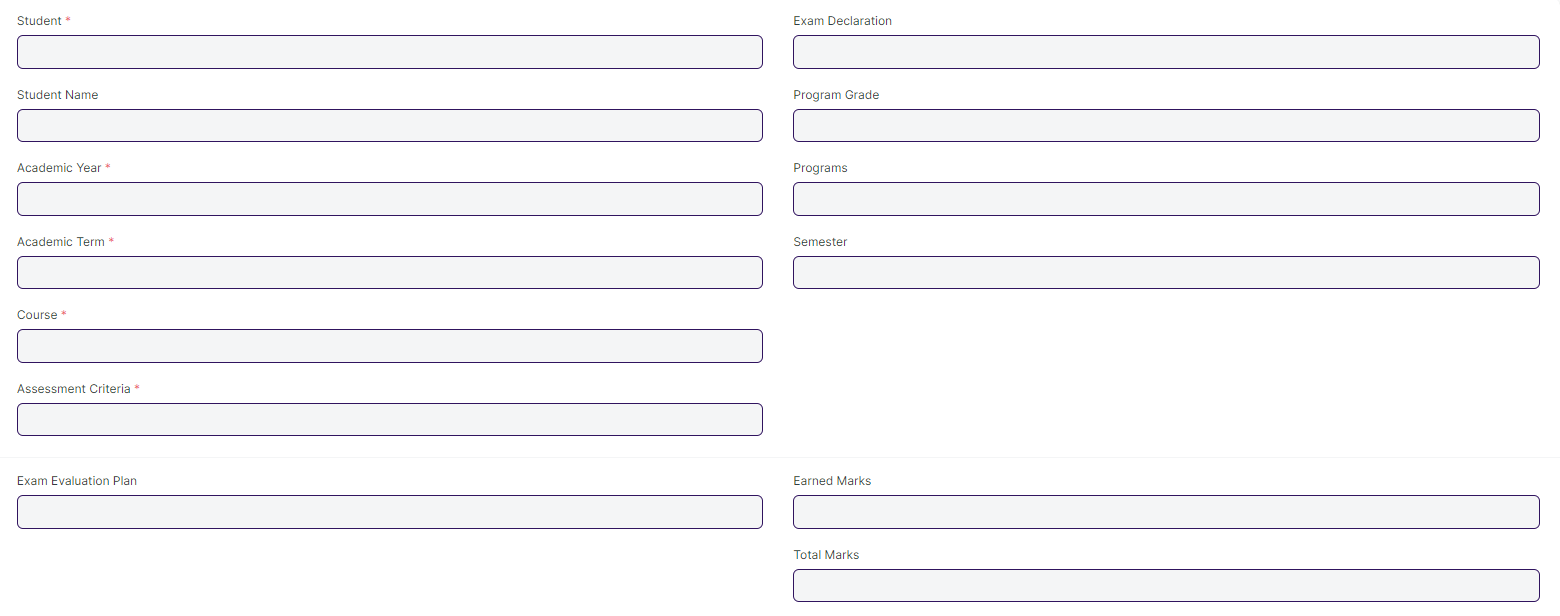 Student *
Student Name
Academic Year *
Academic Term *
Course *
Assessment Criteria *
Exam Declaration
Program Grade
Programs
Semester
Exam Evaluation Plan
Earned Marks
Total Marks